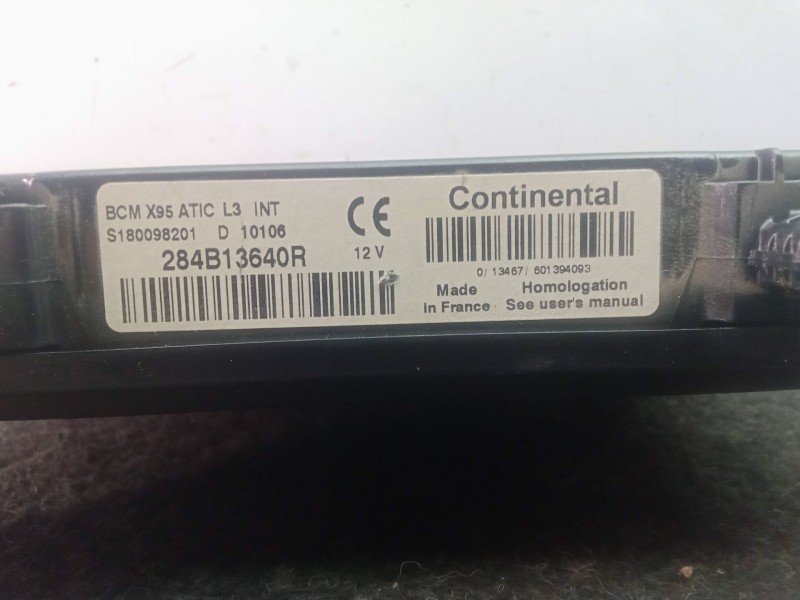 BCM X95 ATIC L3 INT
S180098201 D 10106
284B13640R
CE
12 V
Continental
0/ 13467/ 601394093
Made in France
Homologation
See user's manual